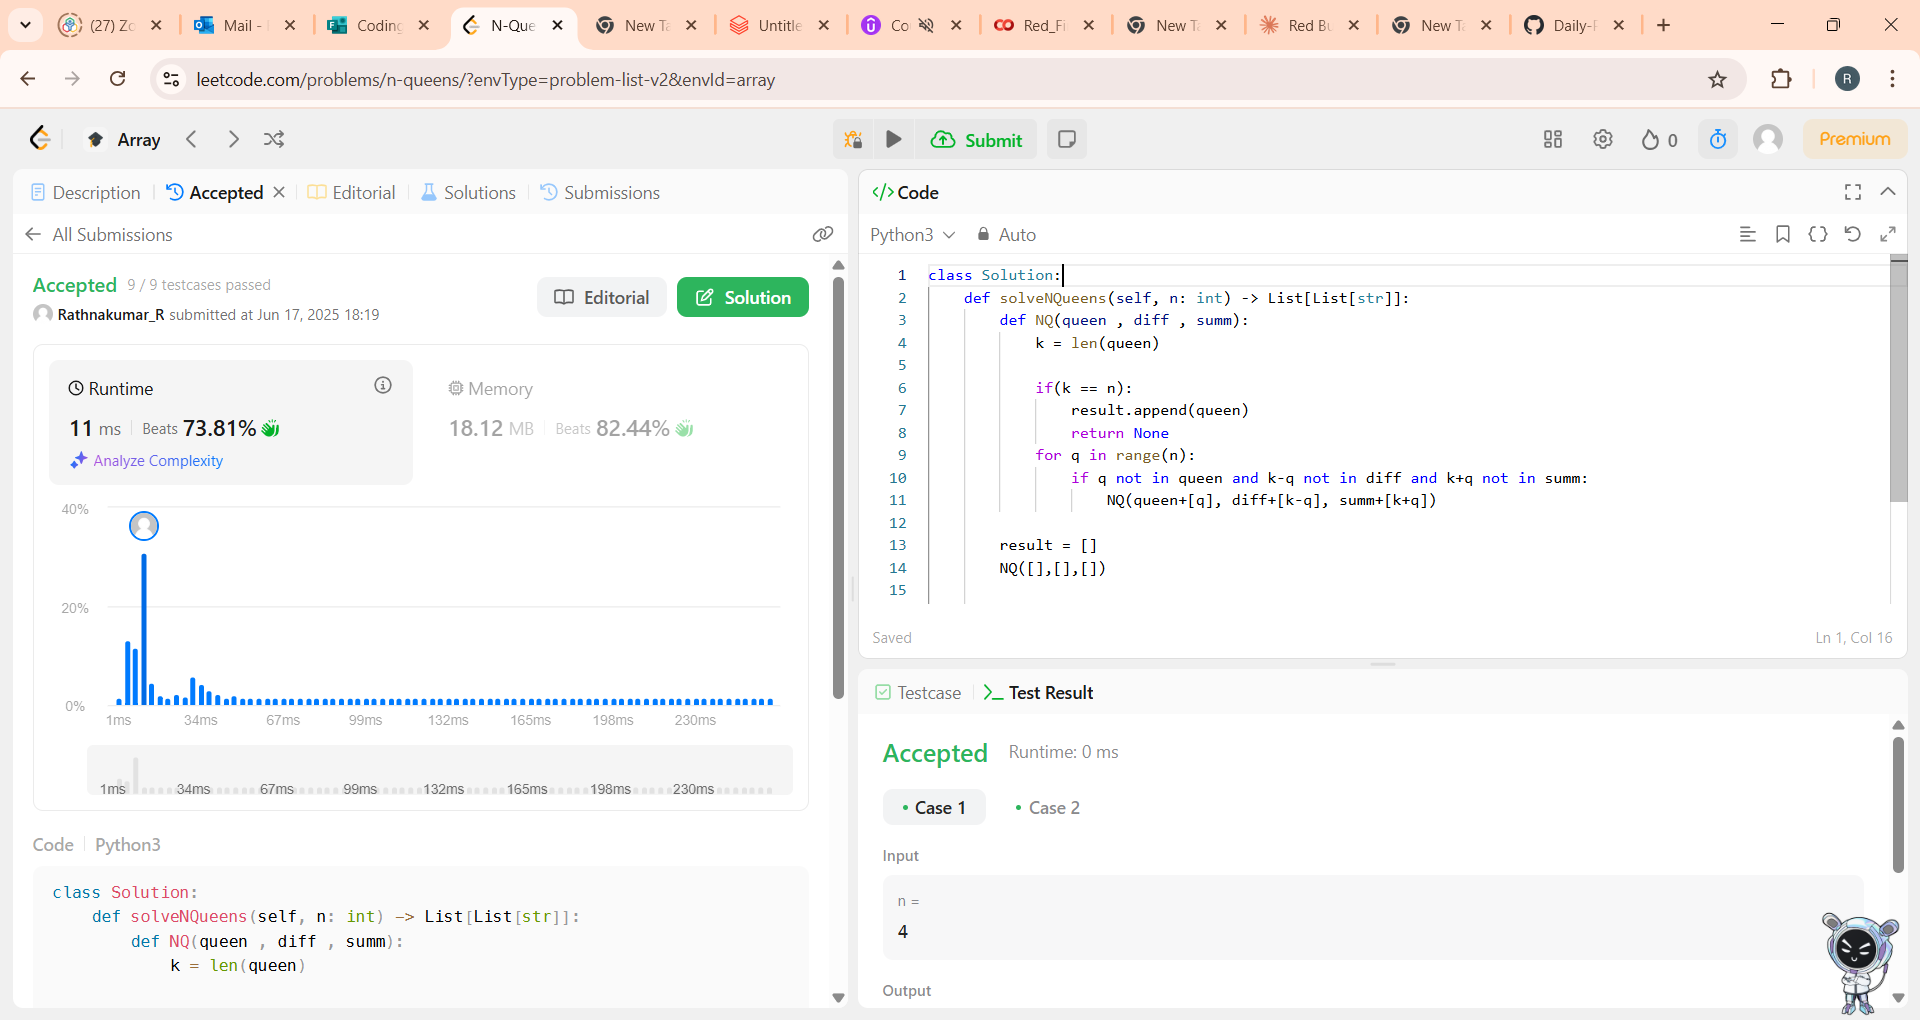 (27) Zo
Mail -
Coding
N-Que
New Ta
Untitle
Co
Red_Fi
New Ta
Red Bu
New Ta
Daily-F
leetcode.com/problems/n-queens/?envType=problem-list-v2&envId=array
R
Array
Submit
0
Premium
Description
Accepted
Editorial
Solutions
Submissions
All Submissions
Accepted 9 / 9 testcases passed
Rathnakumar_R submitted at Jun 17, 2025 18:19
Editorial
Solution
Runtime
11 ms Beats 73.81%
Analyze Complexity
Memory
18.12 MB Beats 82.44%
40%
20%
0%
1ms 34ms 67ms 99ms 132ms 165ms 198ms 230ms
1ms 34ms 67ms 99ms 132ms 165ms 198ms 230ms
Code Python3
class Solution:
def solveNQueens(self, n: int) -> List[List[str]]:
def NQ(queen , diff , summ):
k = len(queen)
</> Code
Python3 Auto
1 class Solution:
2 def solveNQueens(self, n: int) -> List[List[str]]:
3 def NQ(queen , diff , summ):
4 k = len(queen)
5
6 if(k == n):
7 result.append(queen)
8 return None
9 for q in range(n):
10 if q not in queen and k-q not in diff and k+q not in summ:
11 NQ(queen+[q], diff+[k-q], summ+[k+q])
12
13 result = []
14 NQ([],[],[])
15
Saved
Ln 1, Col 16
Testcase
Test Result
Accepted Runtime: 0 ms
Case 1
Case 2
Input
n =
4
Output